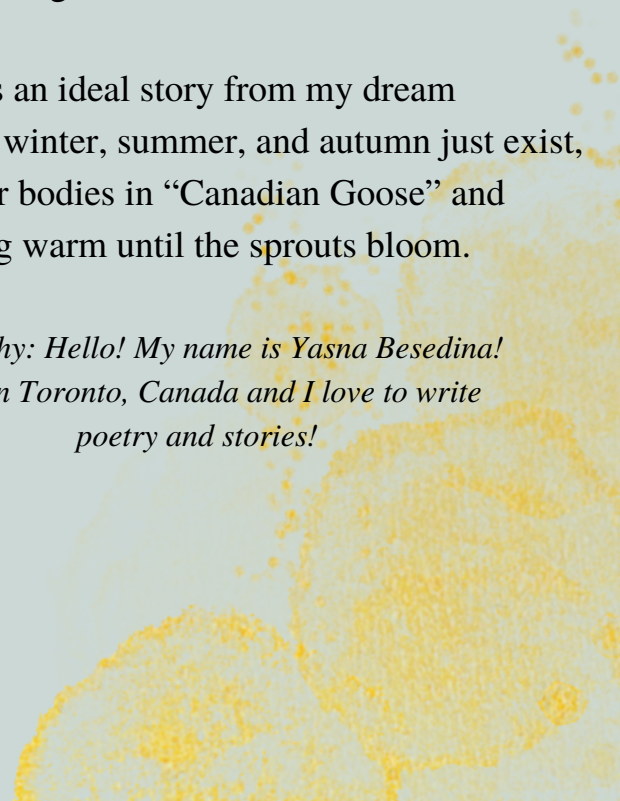 s an ideal story from my dream
winter, summer, and autumn just exist,
r bodies in “Canadian Goose” and
g warm until the sprouts bloom.
hy: Hello! My name is Yasna Besedina!
n Toronto, Canada and I love to write
poetry and stories!